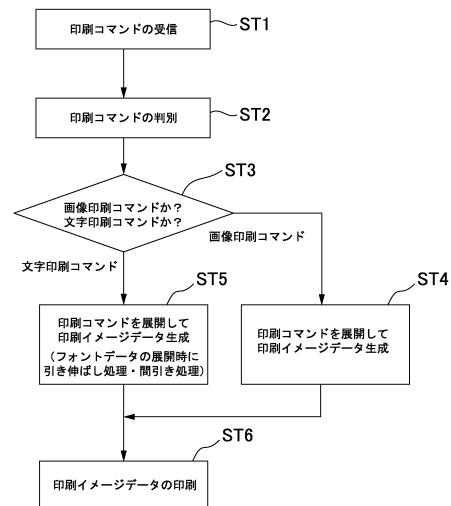 印刷コマンドの受信
ST1
印刷コマンドの判別
ST2
ST3
画像印刷コマンドか？
文字印刷コマンドか？
画像印刷コマンド
文字印刷コマンド
ST5
印刷コマンドを展開して
印刷イメージデータ生成
（フォントデータの展開時に
引き伸ばし処理・間引き処理）
ST4
印刷コマンドを展開して
印刷イメージデータ生成
ST6
印刷イメージデータの印刷